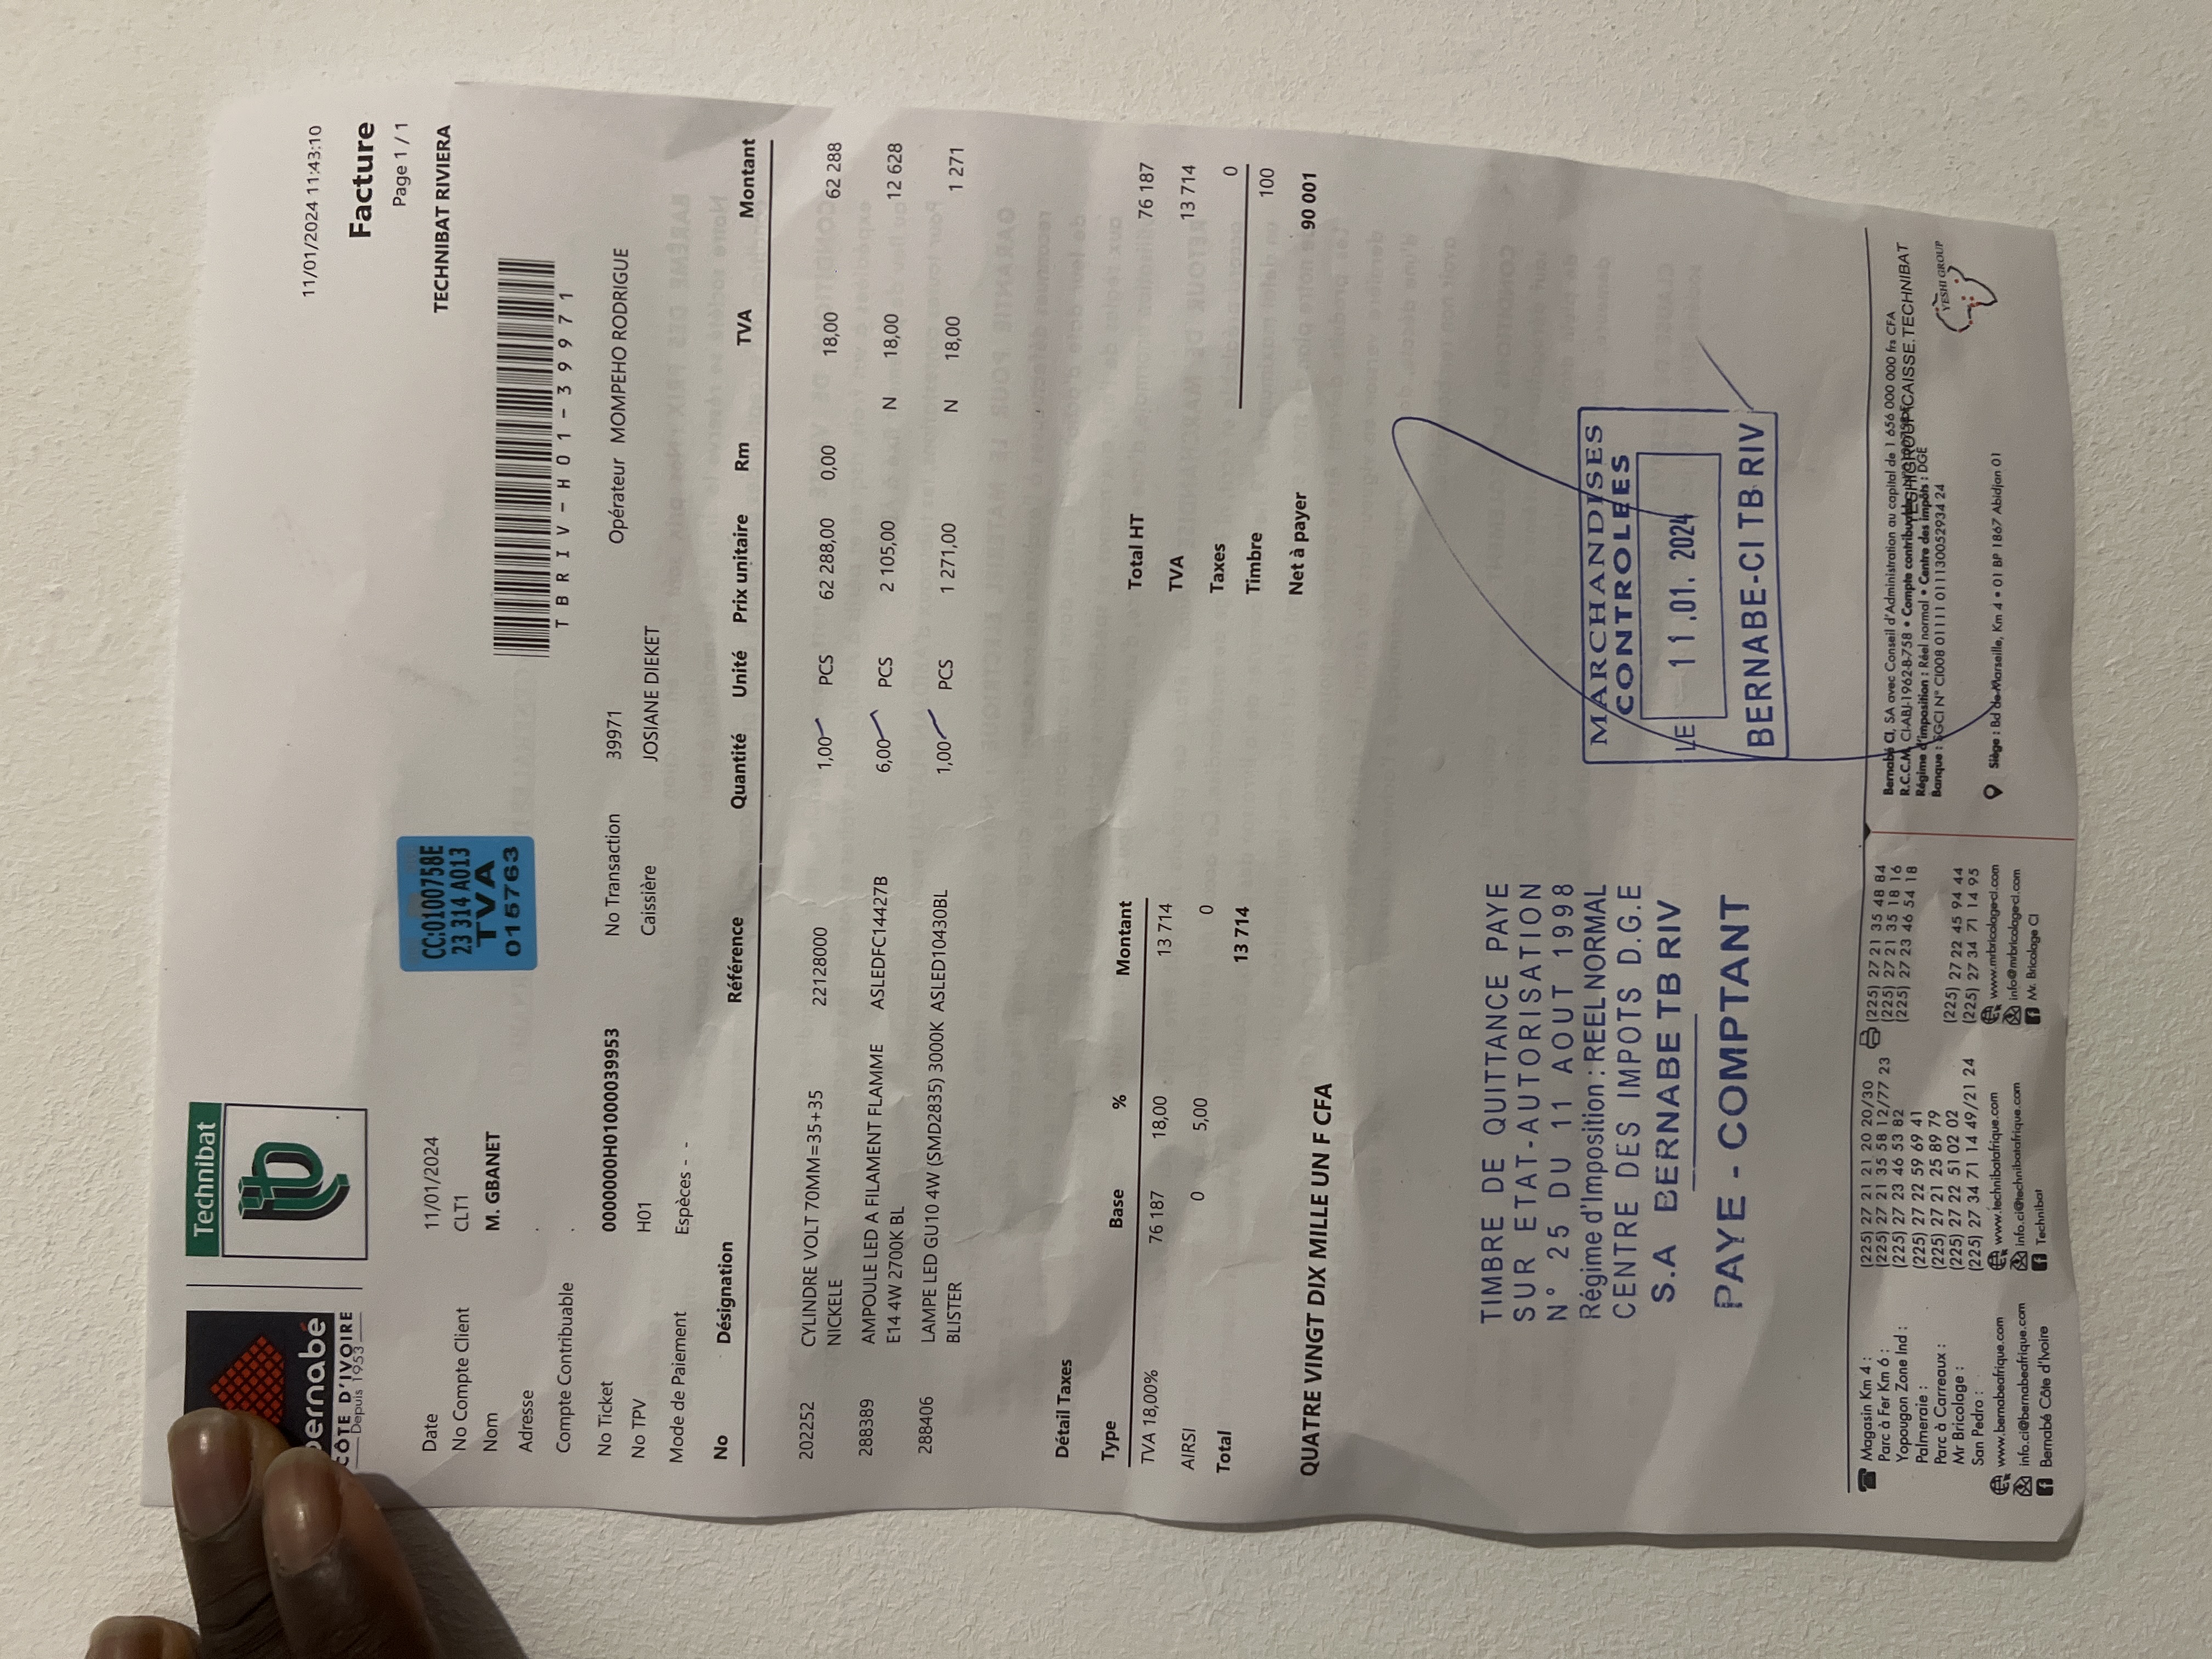 bernabé
CÔTE D'IVOIRE
Depuis 1953
Technibat
11/01/2024 11:43:10
Facture
Page 1 / 1
TECHNIBAT RIVIERA
CC:0100758E
23 314 A013
TVA
015763
Date 11/01/2024
No Compte Client CLT1
Nom M. GBANET
Adresse .
Compte Contribuable .
TBRIV-H01-39971
No Ticket 0000000H01000039953 No Transaction 39971 Opérateur MOMPEHO RODRIGUE
No TPV H01 Caissière JOSIANE DIEKET
Mode de Paiement Espèces - -
No Désignation Référence Quantité Unité Prix unitaire Rm TVA Montant
202252 CYLINDRE VOLT 70MM=35+35 22128000 1,00 PCS 62 288,00 0,00 18,00 62 288
NICKELE
288389 AMPOULE LED A FILAMENT FLAMME ASLEDFC14427B 6,00 PCS 2 105,00 N 18,00 12 628
E14 4W 2700K BL
288406 LAMPE LED GU10 4W (SMD2835) 3000K ASLED10430BL 1,00 PCS 1 271,00 N 18,00 1 271
BLISTER
Détail Taxes
Type Base % Montant
TVA 18,00% 76 187 18,00 13 714
AIRSI 0 5,00 0
Total 13 714
Total HT 76 187
TVA 13 714
Taxes 0
Timbre 100
Net à payer 90 001
QUATRE VINGT DIX MILLE UN F CFA
TIMBRE DE QUITTANCE PAYE
SUR ETAT-AUTORISATION
N° 25 DU 11 AOUT 1998
Régime d'Imposition : REEL NORMAL
CENTRE DES IMPOTS D.G.E
S.A BERNABE TB RIV
PAYE - COMPTANT
MARCHANDISES
CONTROLEES
LE 11.01. 2024
BERNABE-CI TB RIV
Magasin Km 4 : (225) 27 21 21 20 20/30 (225) 27 21 35 48 84
Parc à Fer Km 6 : (225) 27 21 35 58 12/77 23 (225) 27 21 35 18 16
Yopougon Zone Ind : (225) 27 23 46 53 82 (225) 27 23 46 54 18
Palmeraie : (225) 27 22 59 69 41
Parc à Carreaux : (225) 27 21 25 89 79
Mr Bricolage : (225) 27 22 51 02 02 (225) 27 22 45 94 44
San Pedro : (225) 27 34 71 14 49/21 24 (225) 27 34 71 14 95
www.bernabeafrique.com www.technibatafrique.com www.mrbricolage-ci.com
info.ci@bernabeafrique.com info.ci@technibatafrique.com info@mrbricolage-ci.com
Bernabé Côte d'Ivoire Technibat Mr. Bricolage CI
Bernabé CI, SA avec Conseil d'Administration au capital de 1 656 000 000 frs CFA
R.C.C.M. CI-ABJ-1962-B-758 • Compte contribuable YESHIGROUP\CAISSE.TECHNIBAT
Régime d'imposition : Réel normal • Centre des impôts : DGE
Banque : SGCI N° CI008 01111 011130052934 24
YESHI GROUP
Siège : Bd de Marseille, Km 4 • 01 BP 1867 Abidjan 01